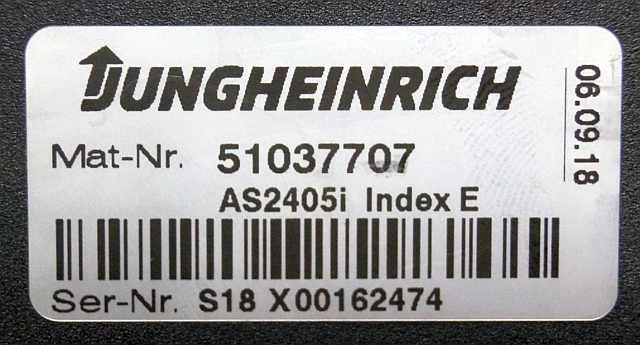 JUNGHEINRICH
Mat-Nr. 51037707
AS2405i Index E
Ser-Nr. S18 X00162474
06.09.18